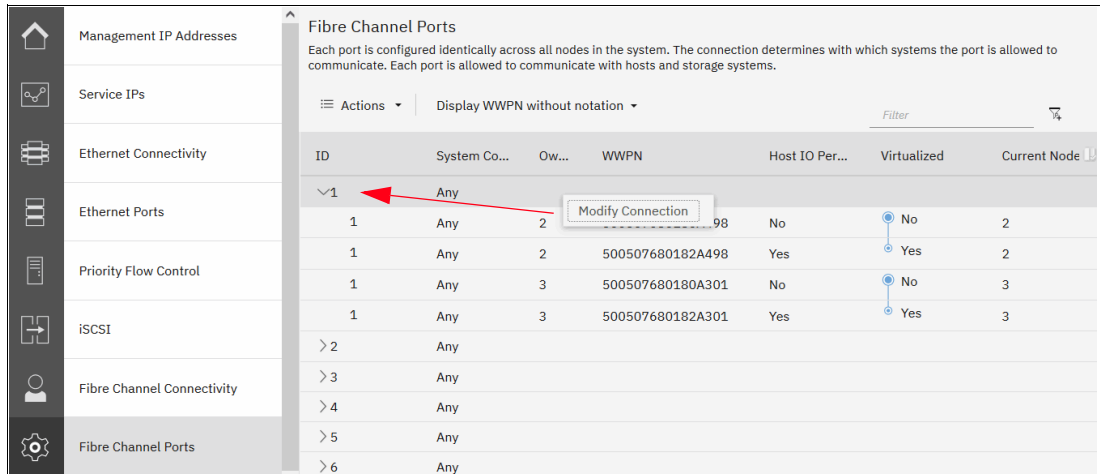 Management IP Addresses
Service IPs
Ethernet Connectivity
Ethernet Ports
Priority Flow Control
iSCSI
Fibre Channel Connectivity
Fibre Channel Ports
Fibre Channel Ports
Each port is configured identically across all nodes in the system. The connection determines with which systems the port is allowed to
communicate. Each port is allowed to communicate with hosts and storage systems.
Actions Display WWPN without notation Filter
ID System Co... Ow... WWPN Host IO Per... Virtualized Current Node
1 Any
Modify Connection
1 Any 2 98 No No 2
1 Any 2 500507680182A498 Yes Yes 2
1 Any 3 500507680180A301 No No 3
1 Any 3 500507680182A301 Yes Yes 3
2 Any
3 Any
4 Any
5 Any
6 Any